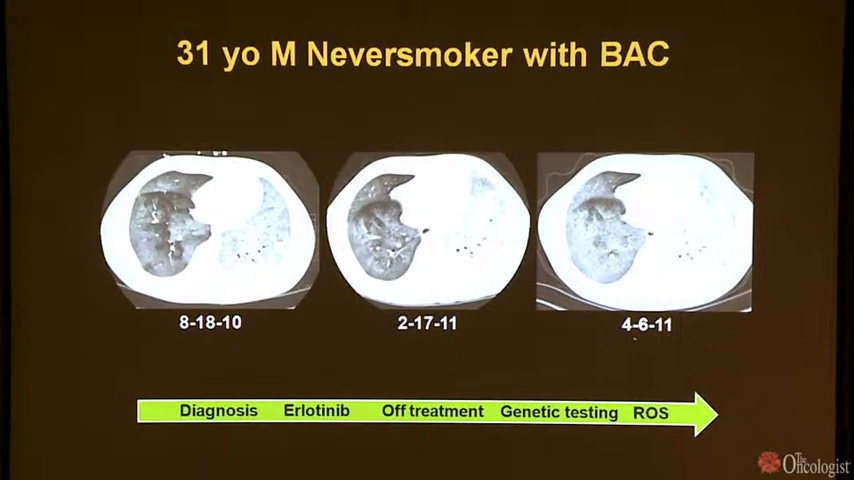 31 yo M Neversmoker with BAC
8-18-10
2-17-11
4-6-11
Diagnosis Erlotinib Off treatment Genetic testing ROS
The Oncologist